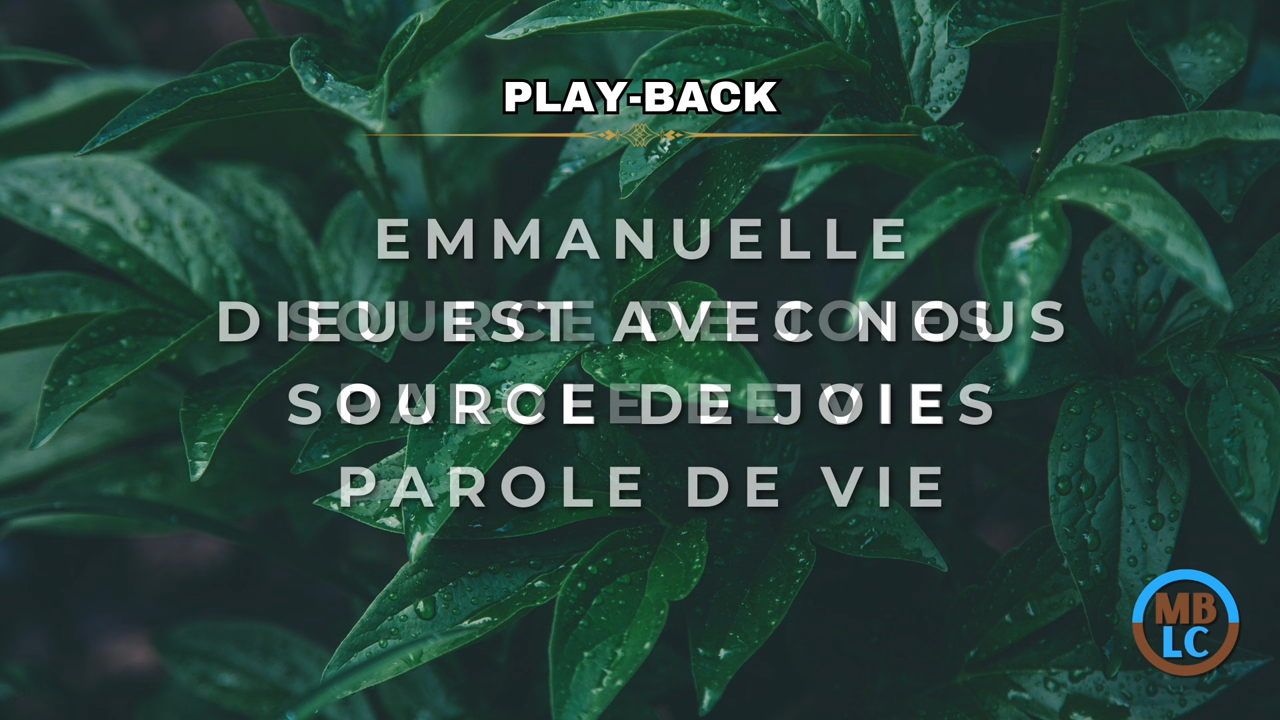 PLAY-BACK
EMMANUELLE
DIEU EST AVEC NOUS
SOURCE DE JOIES
PAROLE DE VIE
MB
LC